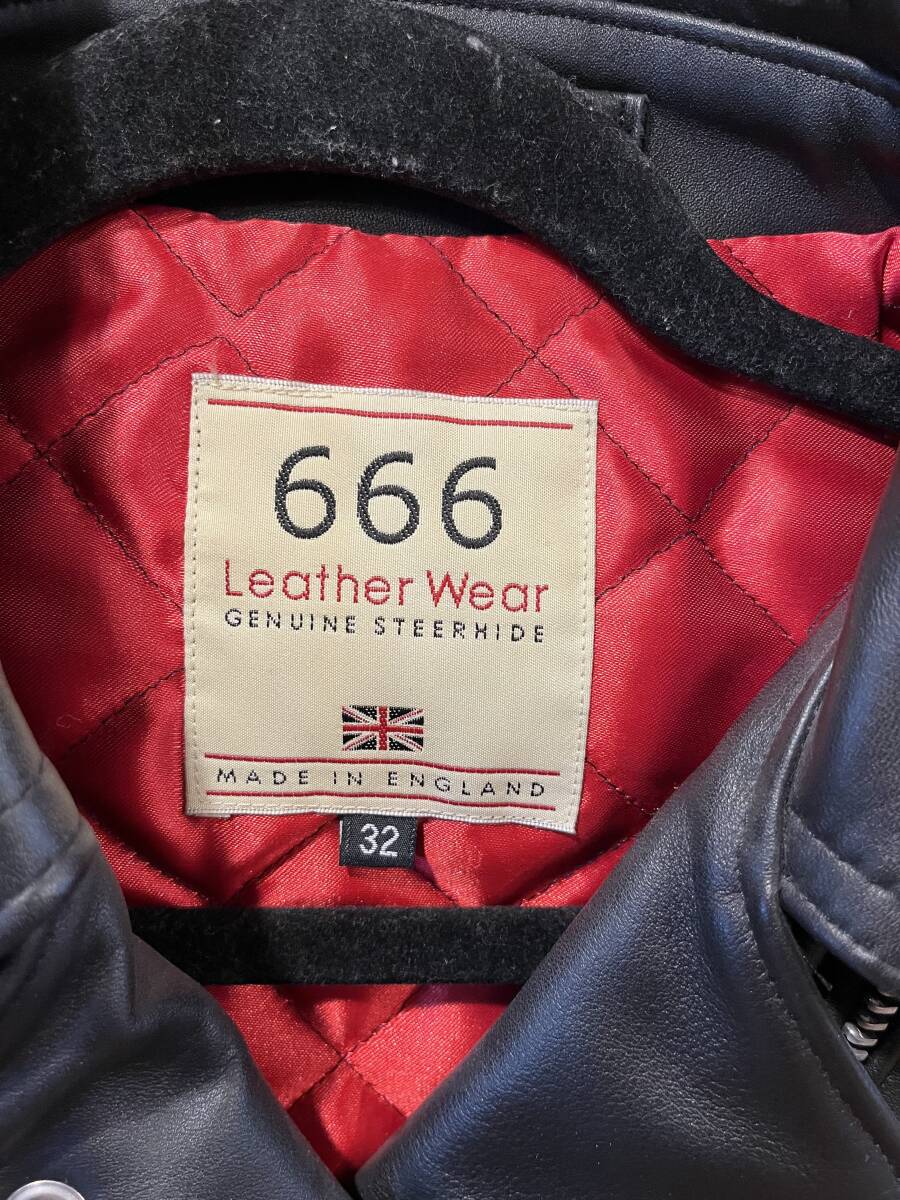 666
Leather Wear
GENUINE STEERHIDE
MADE IN ENGLAND
32